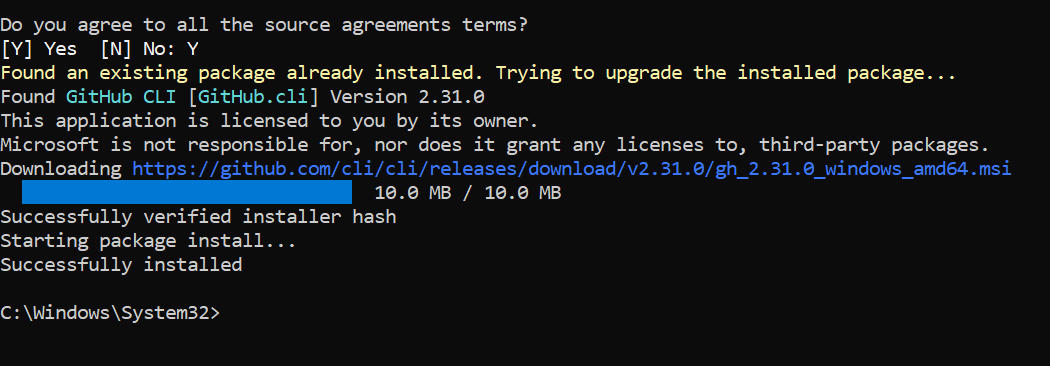 Do you agree to all the source agreements terms?
[Y] Yes  [N] No: Y
Found an existing package already installed. Trying to upgrade the installed package...
Found GitHub CLI [GitHub.cli] Version 2.31.0
This application is licensed to you by its owner.
Microsoft is not responsible for, nor does it grant any licenses to, third-party packages.
Downloading https://github.com/cli/cli/releases/download/v2.31.0/gh_2.31.0_windows_amd64.msi
10.0 MB / 10.0 MB
Successfully verified installer hash
Starting package install...
Successfully installed
C:\Windows\System32>